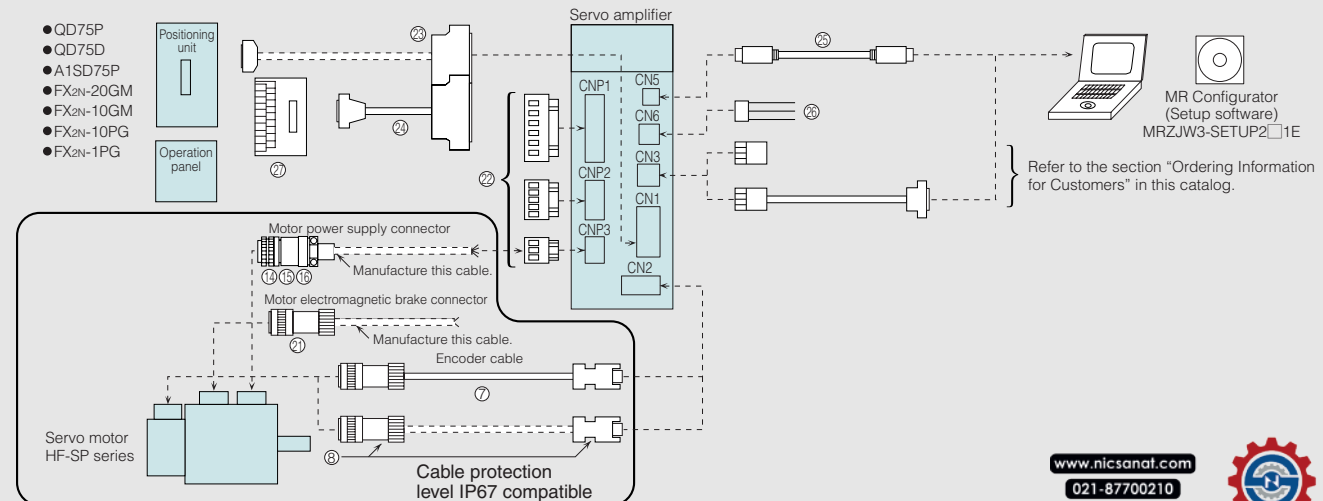 ● QD75P
● QD75D
● A1SD75P
● FX2N-20GM
● FX2N-10GM
● FX2N-10PG
● FX2N-1PG
Positioning
unit
Operation
panel
㉓
㉔
㉗
㉒
Servo amplifier
CNP1
CNP2
CNP3
CN5
CN6
CN3
CN1
CN2
㉕
㉖
MR Configurator
(Setup software)
MRZJW3-SETUP2□1E
Refer to the section “Ordering Information
for Customers” in this catalog.
Motor power supply connector
⑭⑮⑯
Manufacture this cable.
Motor electromagnetic brake connector
㉑
Manufacture this cable.
Encoder cable
⑦
⑧
Servo motor
HF-SP series
Cable protection
level IP67 compatible
www.nicsanat.com
021-87700210